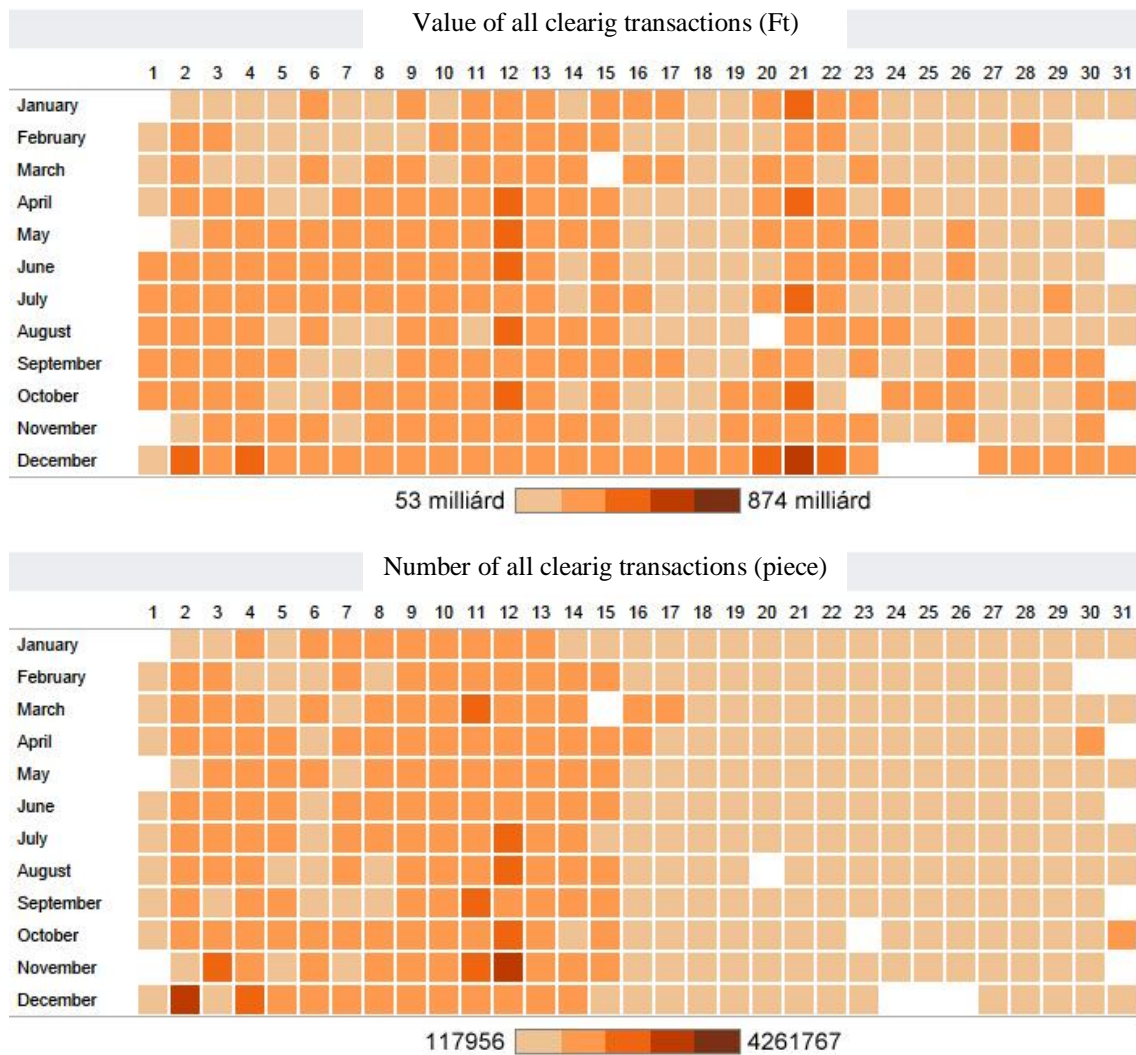 Value of all clearig transactions (Ft)
1 2 3 4 5 6 7 8 9 10 11 12 13 14 15 16 17 18 19 20 21 22 23 24 25 26 27 28 29 30 31
January
February
March
April
May
June
July
August
September
October
November
December
53 milliárd 874 milliárd
Number of all clearig transactions (piece)
1 2 3 4 5 6 7 8 9 10 11 12 13 14 15 16 17 18 19 20 21 22 23 24 25 26 27 28 29 30 31
January
February
March
April
May
June
July
August
September
October
November
December
117956 4261767